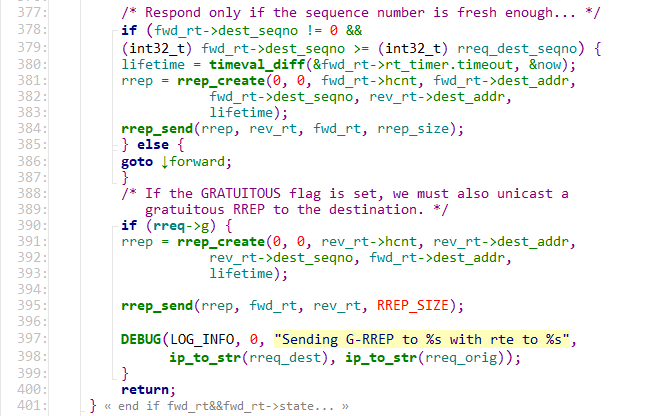 377: /* Respond only if the sequence number is fresh enough... */
378: if (fwd_rt->dest_seqno != 0 &&
379: (int32_t) fwd_rt->dest_seqno >= (int32_t) rreq_dest_seqno) {
380: lifetime = timeval_diff(&fwd_rt->rt_timer.timeout, &now);
381: rrep = rrep_create(0, 0, fwd_rt->hcnt, fwd_rt->dest_addr,
382: fwd_rt->dest_seqno, rev_rt->dest_addr,
383: lifetime);
384: rrep_send(rrep, rev_rt, fwd_rt, rrep_size);
385: } else {
386: goto ↓forward;
387: }
388: /* If the GRATUITOUS flag is set, we must also unicast a
389: gratuitous RREP to the destination. */
390: if (rreq->g) {
391: rrep = rrep_create(0, 0, rev_rt->hcnt, rev_rt->dest_addr,
392: rev_rt->dest_seqno, fwd_rt->dest_addr,
393: lifetime);
394:
395: rrep_send(rrep, fwd_rt, rev_rt, RREP_SIZE);
396:
397: DEBUG(LOG_INFO, 0, "Sending G-RREP to %s with rte to %s",
398: ip_to_str(rreq_dest), ip_to_str(rreq_orig));
399: }
400: return;
401: } « end if fwd_rt&&fwd_rt->state... »